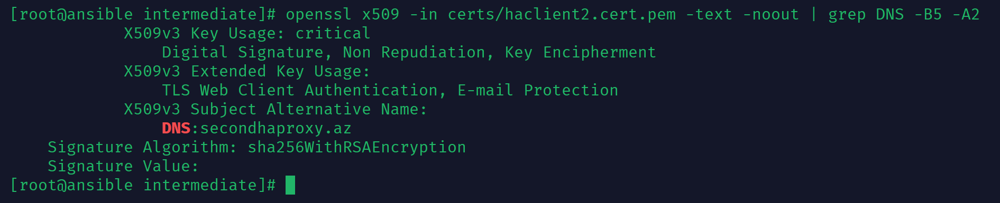 [root@ansible intermediate]# openssl x509 -in certs/haclient2.cert.pem -text -noout | grep DNS -B5 -A2
X509v3 Key Usage: critical
Digital Signature, Non Repudiation, Key Encipherment
X509v3 Extended Key Usage:
TLS Web Client Authentication, E-mail Protection
X509v3 Subject Alternative Name:
DNS:secondhaproxy.az
Signature Algorithm: sha256WithRSAEncryption
Signature Value:
[root@ansible intermediate]#